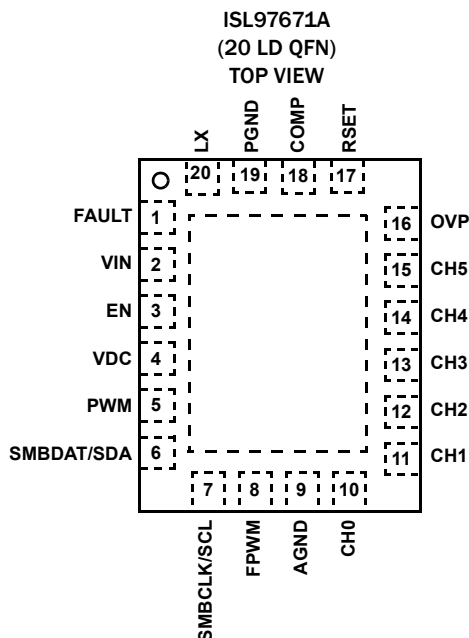 ISL97671A
(20 LD QFN)
TOP VIEW
LX
PGND
COMP
RSET
20
19
18
17
FAULT 1
VIN 2
EN 3
VDC 4
PWM 5
SMBDAT/SDA 6
16 OVP
15 CH5
14 CH4
13 CH3
12 CH2
11 CH1
7
8
9
10
SMBCLK/SCL
FPWM
AGND
CH0